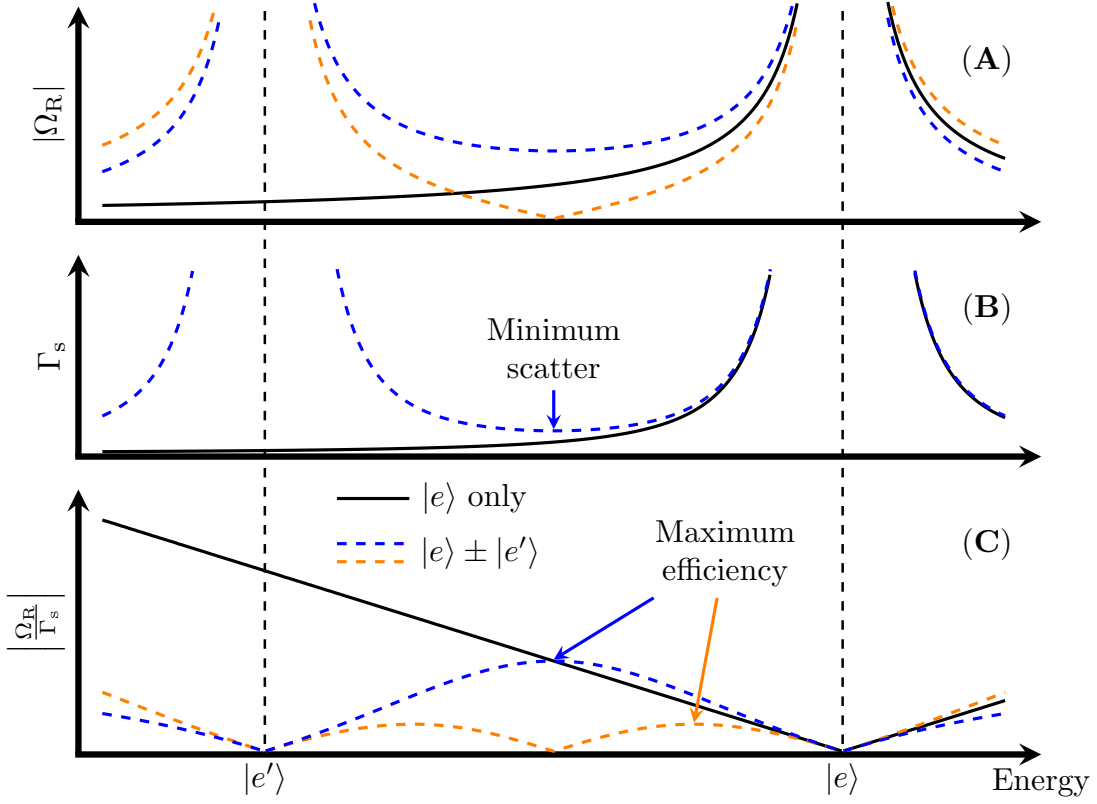 (A)
|Ω_R|
(B)
Γ_s
Minimum
scatter
|e⟩ only
|e⟩ ± |e′⟩
Maximum
efficiency
(C)
|Ω_R/Γ_s|
|e′⟩
|e⟩
Energy